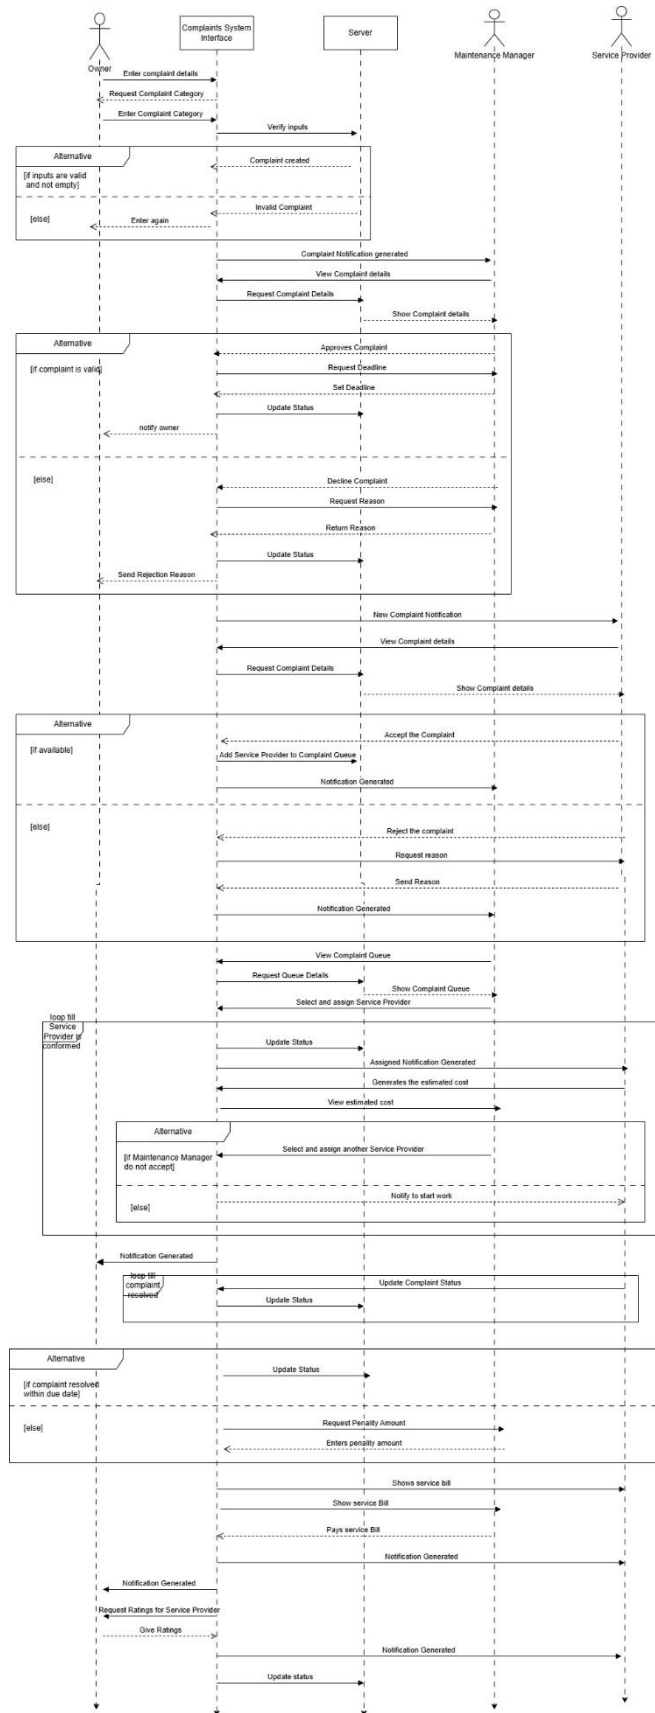 Complaints System
Interface
Server
Owner
Maintenance Manager
Service Provider
Enter complaint details
Request Complaint Category
Enter Complaint Category
Verify inputs
Alternative
Complaint created
[if inputs are valid
and not empty]
Invalid Complaint
[else]
Enter again
Complaint Notification generated
View Complaint details
Request Complaint Details
Show Complaint details
Alternative
Approves Complaint
[if complaint is valid]
Request Deadline
Set Deadline
Update Status
notify owner
[else]
Decline Complaint
Request Reason
Return Reason
Update Status
Send Rejection Reason
New Complaint Notification
View Complaint details
Request Complaint Details
Show Complaint details
Alternative
Accept the Complaint
[if available]
Add Service Provider to Complaint Queue
Notification Generated
[else]
Reject the complaint
Request reason
Send Reason
Notification Generated
View Complaint Queue
Request Queue Details
Show Complaint Queue
Select and assign Service Provider
loop till
Service
Provider is
conformed
Update Status
Assigned Notification Generated
Generates the estimated cost
View estimated cost
Alternative
[if Maintenance Manager
do not accept]
Select and assign another Service Provider
Notify to start work
[else]
Notification Generated
loop till
complaint
resolved
Update Complaint Status
Update Status
Alternative
Update Status
[if complaint resolved
within due date]
[else]
Request Penality Amount
Enters penality amount
Shows service bill
Show service Bill
Pays service Bill
Notification Generated
Notification Generated
Request Ratings for Service Provider
Give Ratings
Notification Generated
Update status